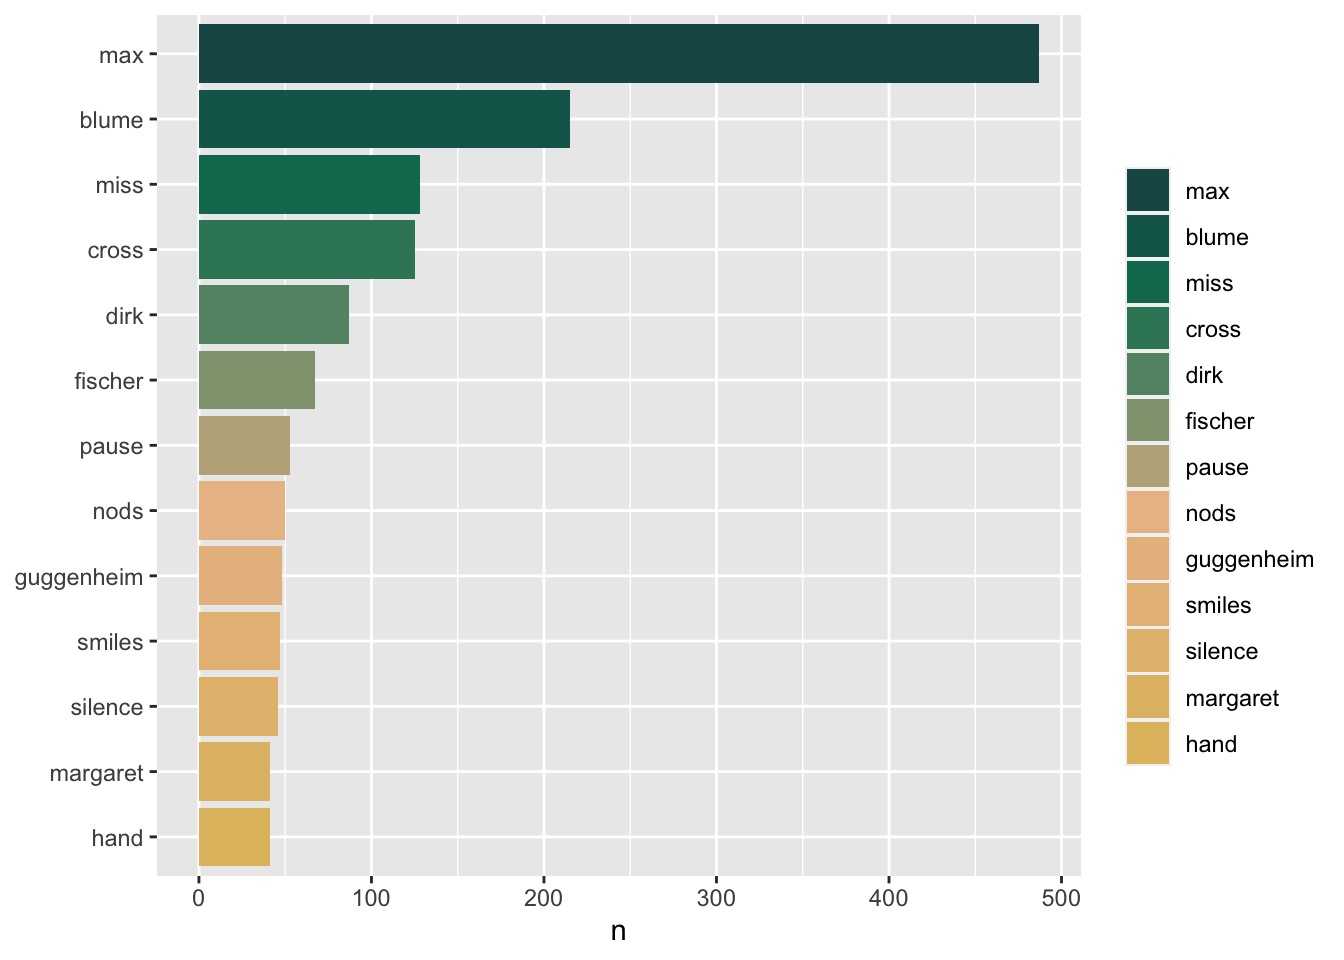 max
blume
miss
cross
dirk
fischer
pause
nods
guggenheim
smiles
silence
margaret
hand
0 100 200 300 400 500
n
max
blume
miss
cross
dirk
fischer
pause
nods
guggenheim
smiles
silence
margaret
hand